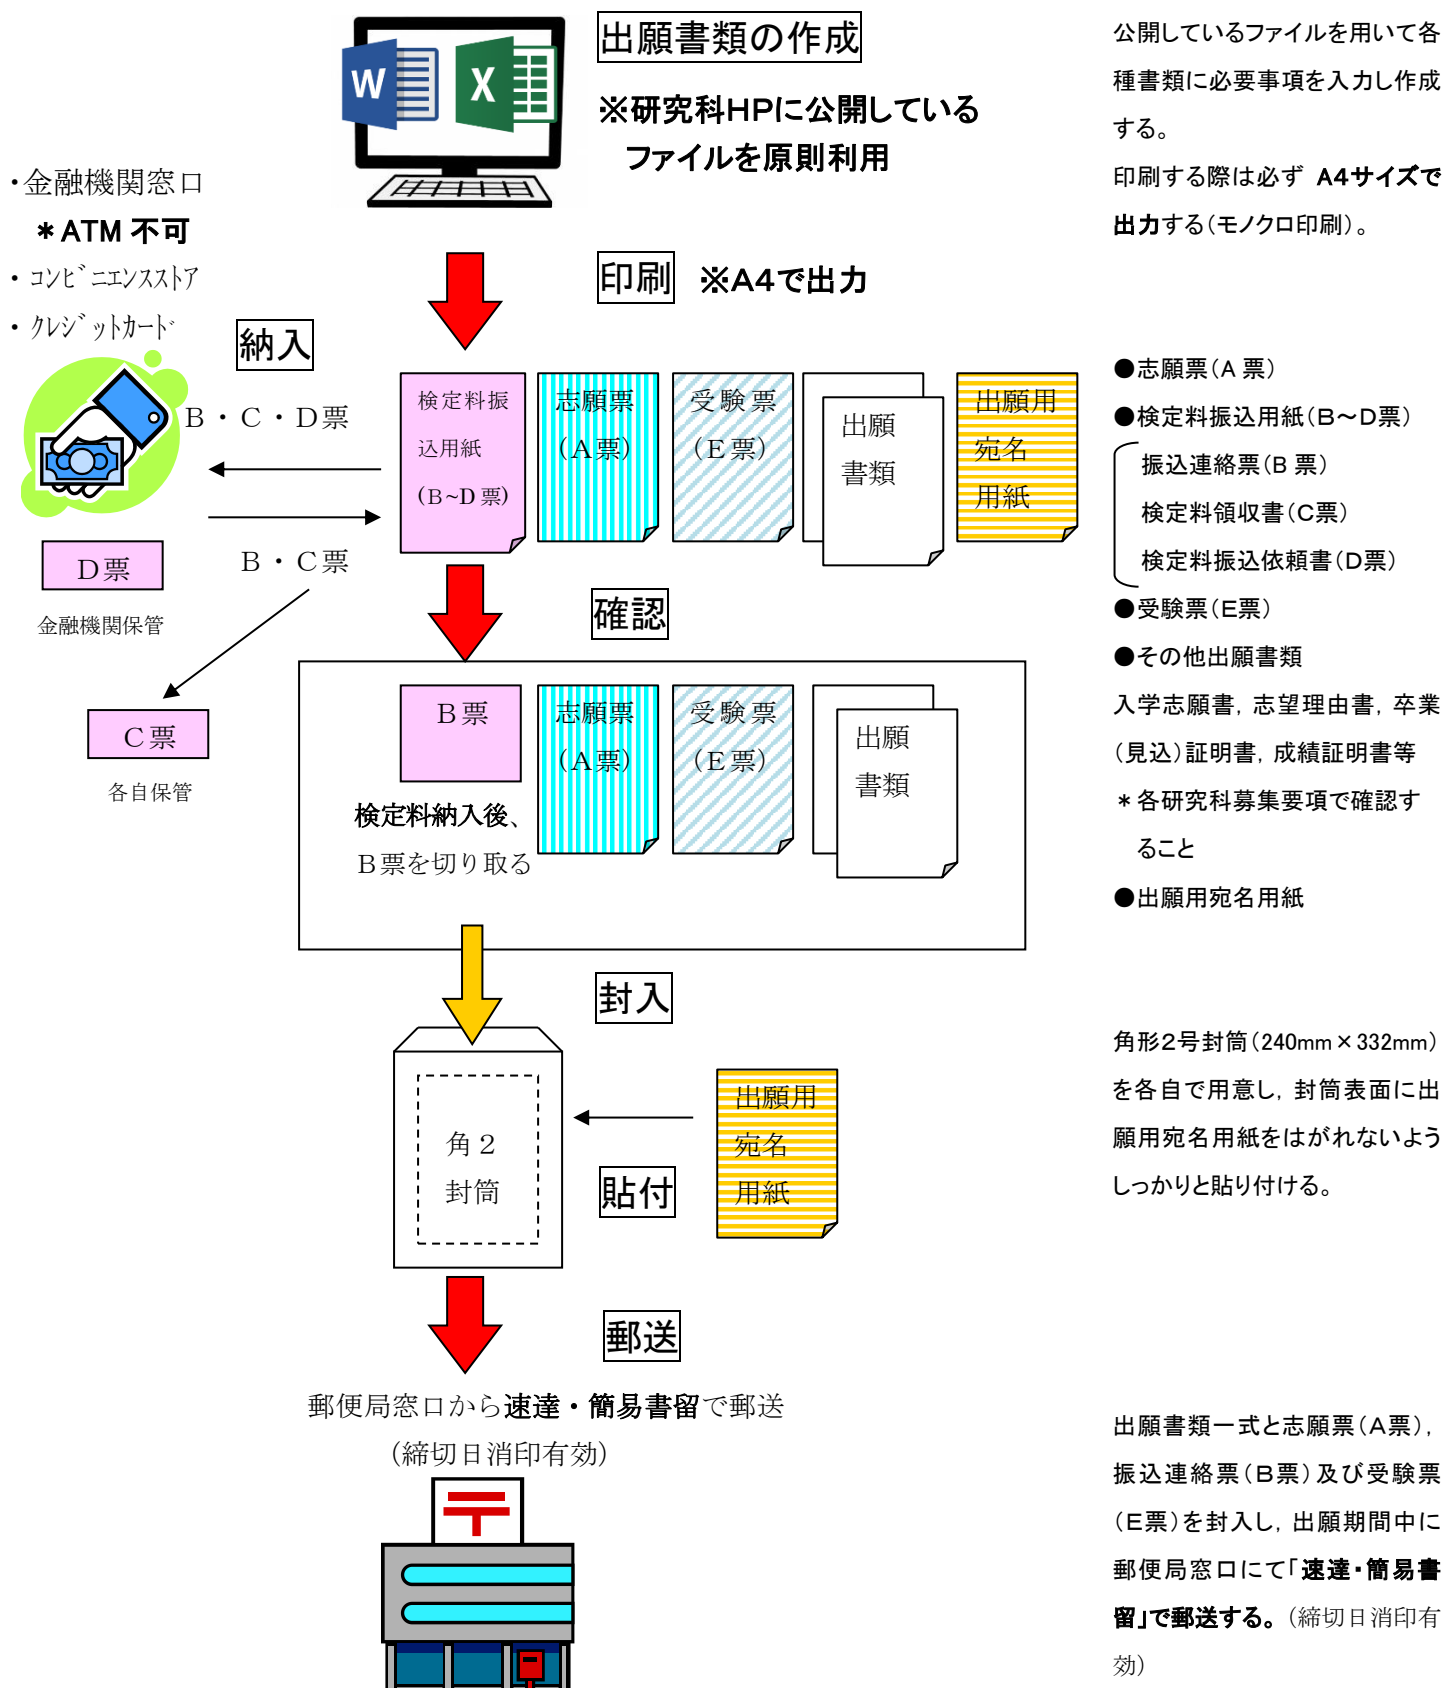 出願書類の作成
※研究科HPに公開している
ファイルを原則利用
W
X
公開しているファイルを用いて各
種書類に必要事項を入力し作成
する。
印刷する際は必ず A4サイズで
出力する(モノクロ印刷)。
・金融機関窓口
＊ATM 不可
・コンビニエンスストア
・クレジットカード
印刷 ※A4で出力
納入
B・C・D票
B・C票
D票
金融機関保管
C票
各自保管
検定料振
込用紙
(B~D 票)
志願票
(A票)
受験票
(E票)
出願
書類
出願用
宛名
用紙
●志願票(A 票)
●検定料振込用紙(B～D票)
振込連絡票(B 票)
検定料領収書(C票)
検定料振込依頼書(D票)
●受験票(E票)
●その他出願書類
入学志願書, 志望理由書, 卒業
(見込)証明書, 成績証明書等
＊各研究科募集要項で確認す
ること
●出願用宛名用紙
確認
B票
志願票
(A票)
受験票
(E票)
出願
書類
検定料納入後、
B票を切り取る
封入
角２
封筒
出願用
宛名
用紙
貼付
角形2号封筒(240mm×332mm)
を各自で用意し, 封筒表面に出
願用宛名用紙をはがれないよう
しっかりと貼り付ける。
郵送
郵便局窓口から速達・簡易書留で郵送
(締切日消印有効)
〒
出願書類一式と志願票(A票),
振込連絡票(B票)及び受験票
(E票)を封入し, 出願期間中に
郵便局窓口にて「速達・簡易書
留」で郵送する。(締切日消印有
効)